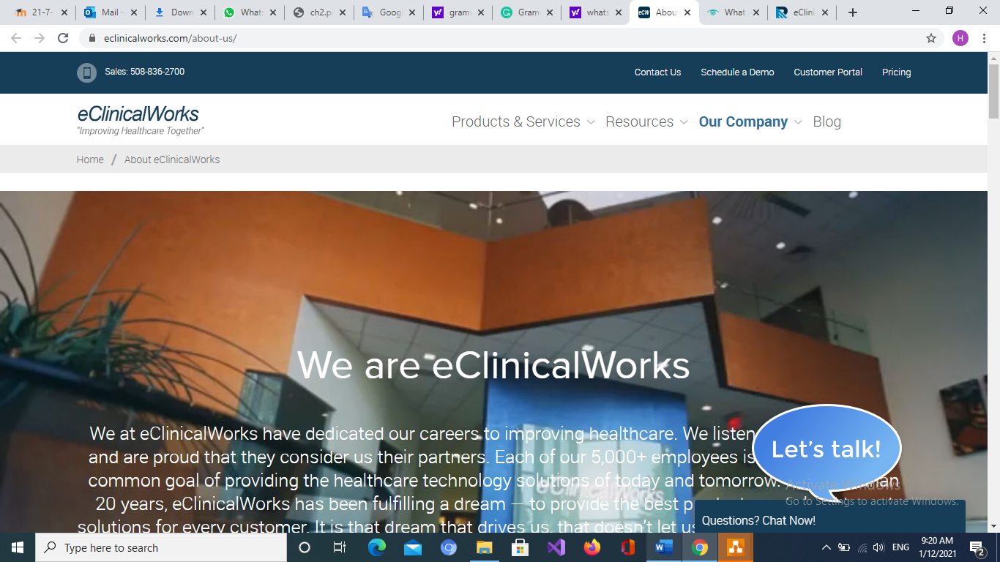 21-7-
Mail -
Down
Whats
ch2.p
Googl
gram
Gram
whats
Abou
What
eClini
eclinicalworks.com/about-us/
H
Sales: 508-836-2700
Contact Us Schedule a Demo Customer Portal Pricing
eClinicalWorks
"Improving Healthcare Together"
Products & Services Resources Our Company Blog
Home / About eClinicalWorks
We are eClinicalWorks
We at eClinicalWorks have dedicated our careers to improving healthcare. We listen
and are proud that they consider us their partners. Each of our 5,000+ employees is
common goal of providing the healthcare technology solutions of today and tomorrow.
20 years, eClinicalWorks has been fulfilling a dream — to provide the best
solutions for every customer. It is that dream that drives us, that doesn't let us
Let's talk!
Activate Windows
Go to Settings to activate Windows.
Questions? Chat Now!
Type here to search
ENG
9:20 AM
1/12/2021
2